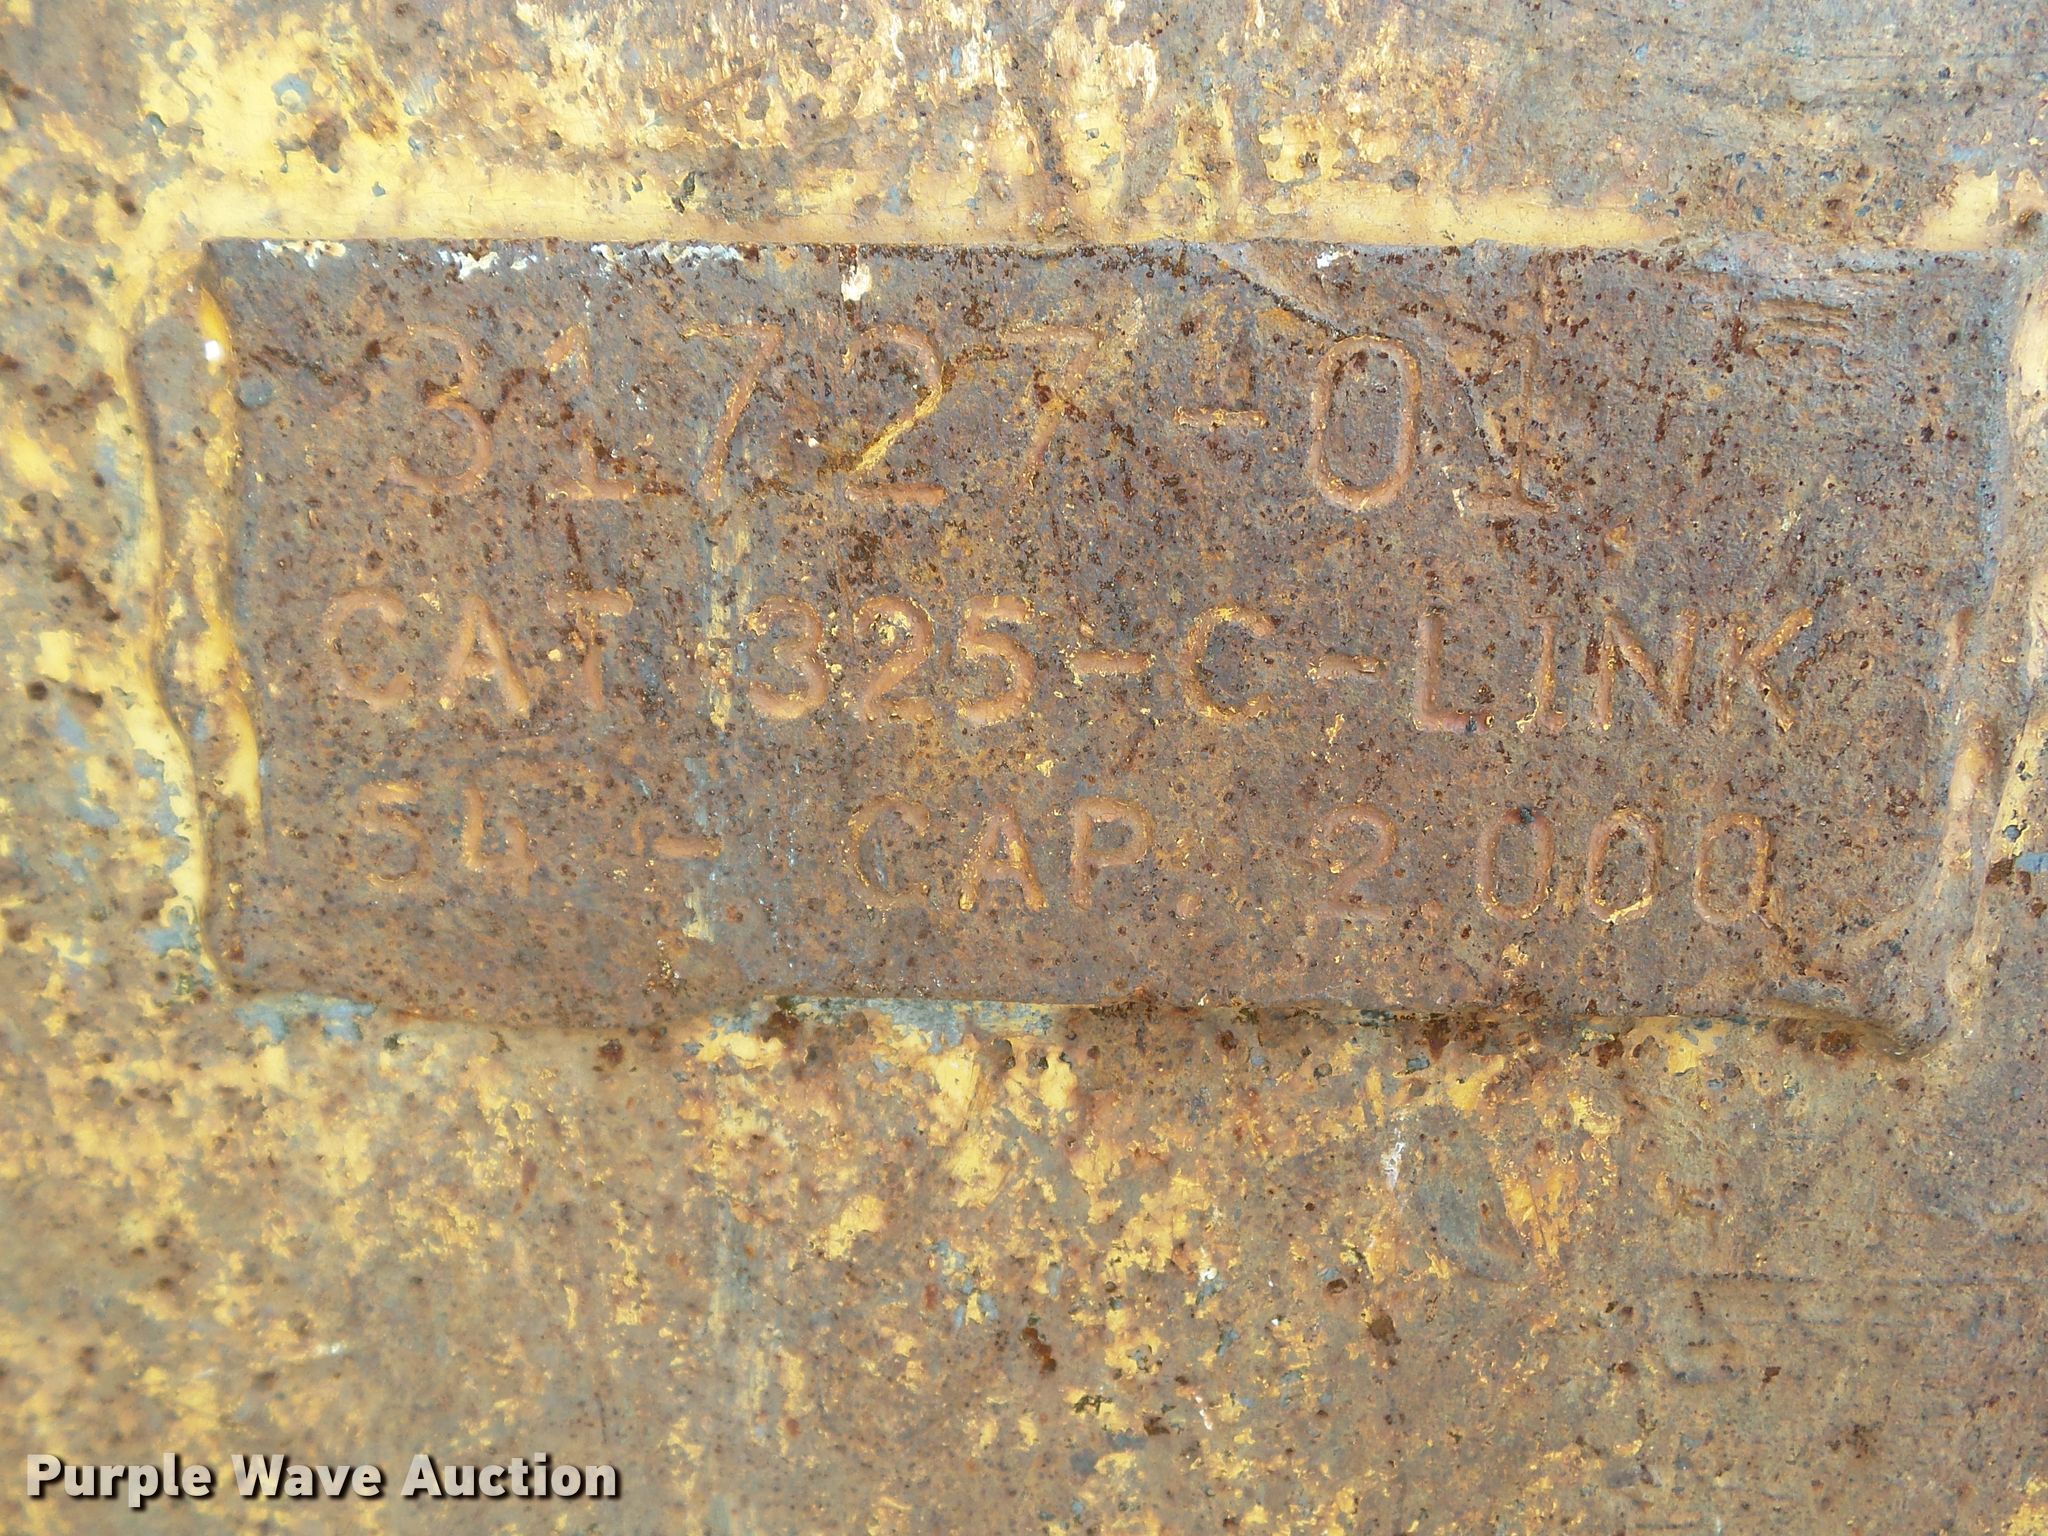 31727-01
CAT 325-C-LINK
54 - CAP. 2.000
Purple Wave Auction